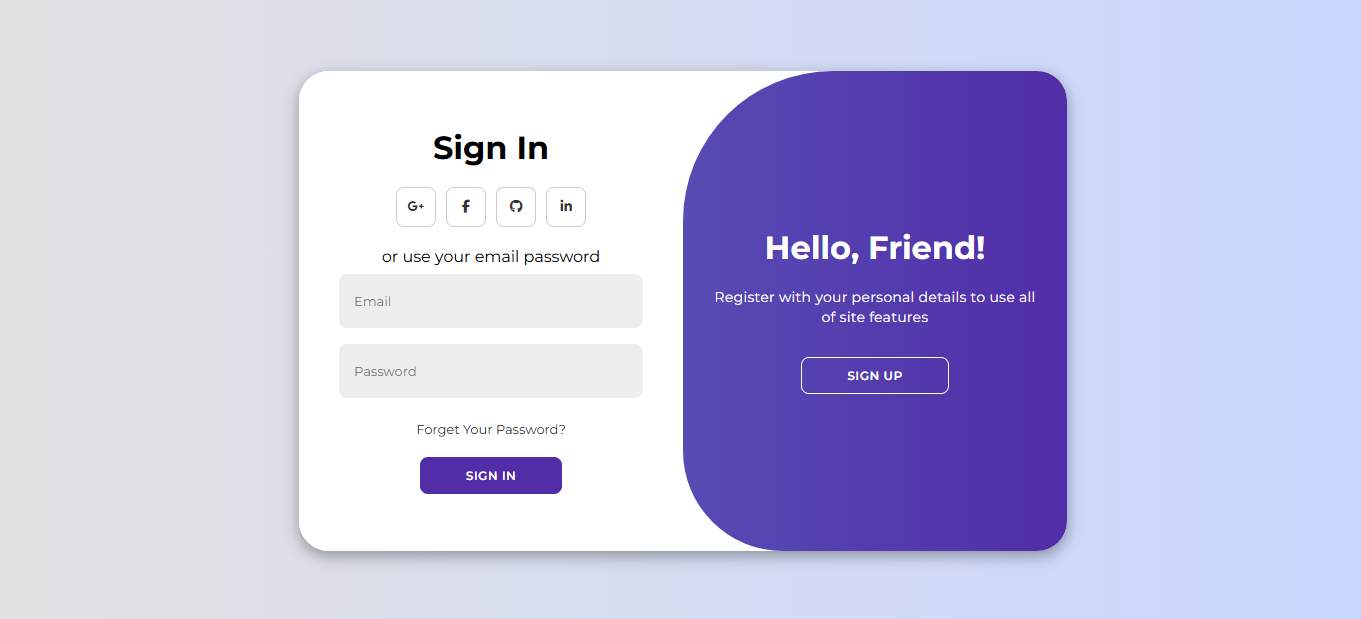 Sign In
G+
f
in
or use your email password
Email
Password
Forget Your Password?
SIGN IN
Hello, Friend!
Register with your personal details to use all
of site features
SIGN UP